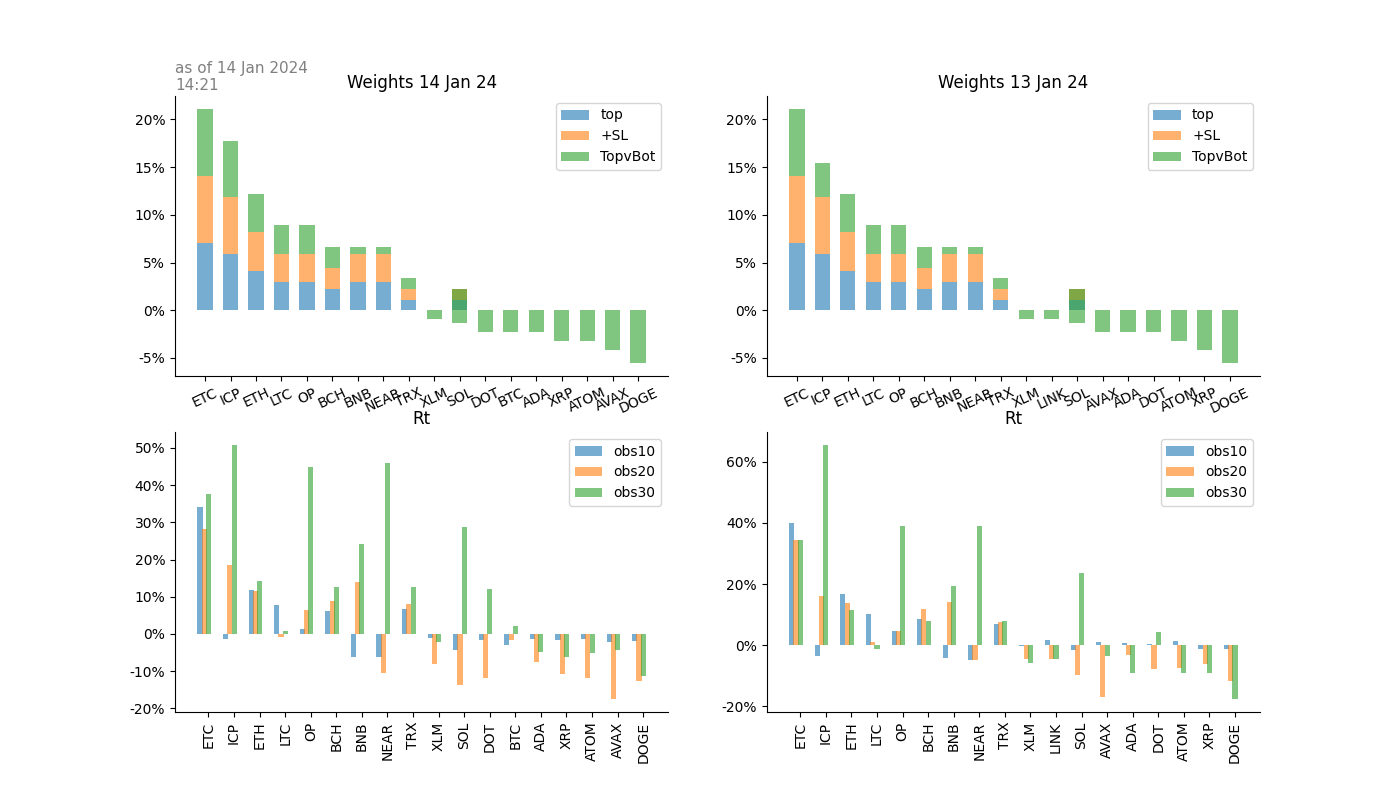 as of 14 Jan 2024
14:21
Weights 14 Jan 24
20%
15%
10%
5%
0%
-5%
top
+SL
TopvBot
ETC ICP ETH LTC OP BCH BNB NEAR TRX XLM SOL DOT BTC ADA XRP ATOM AVAX DOGE
Weights 13 Jan 24
20%
15%
10%
5%
0%
-5%
top
+SL
TopvBot
ETC ICP ETH LTC OP BCH BNB NEAR TRX XLM LINK SOL AVAX ADA DOT ATOM XRP DOGE
Rt
50%
40%
30%
20%
10%
0%
-10%
-20%
obs10
obs20
obs30
ETC ICP ETH LTC OP BCH BNB NEAR TRX XLM SOL DOT BTC ADA XRP ATOM AVAX DOGE
Rt
60%
40%
20%
0%
-20%
obs10
obs20
obs30
ETC ICP ETH LTC OP BCH BNB NEAR TRX XLM LINK SOL AVAX ADA DOT ATOM XRP DOGE